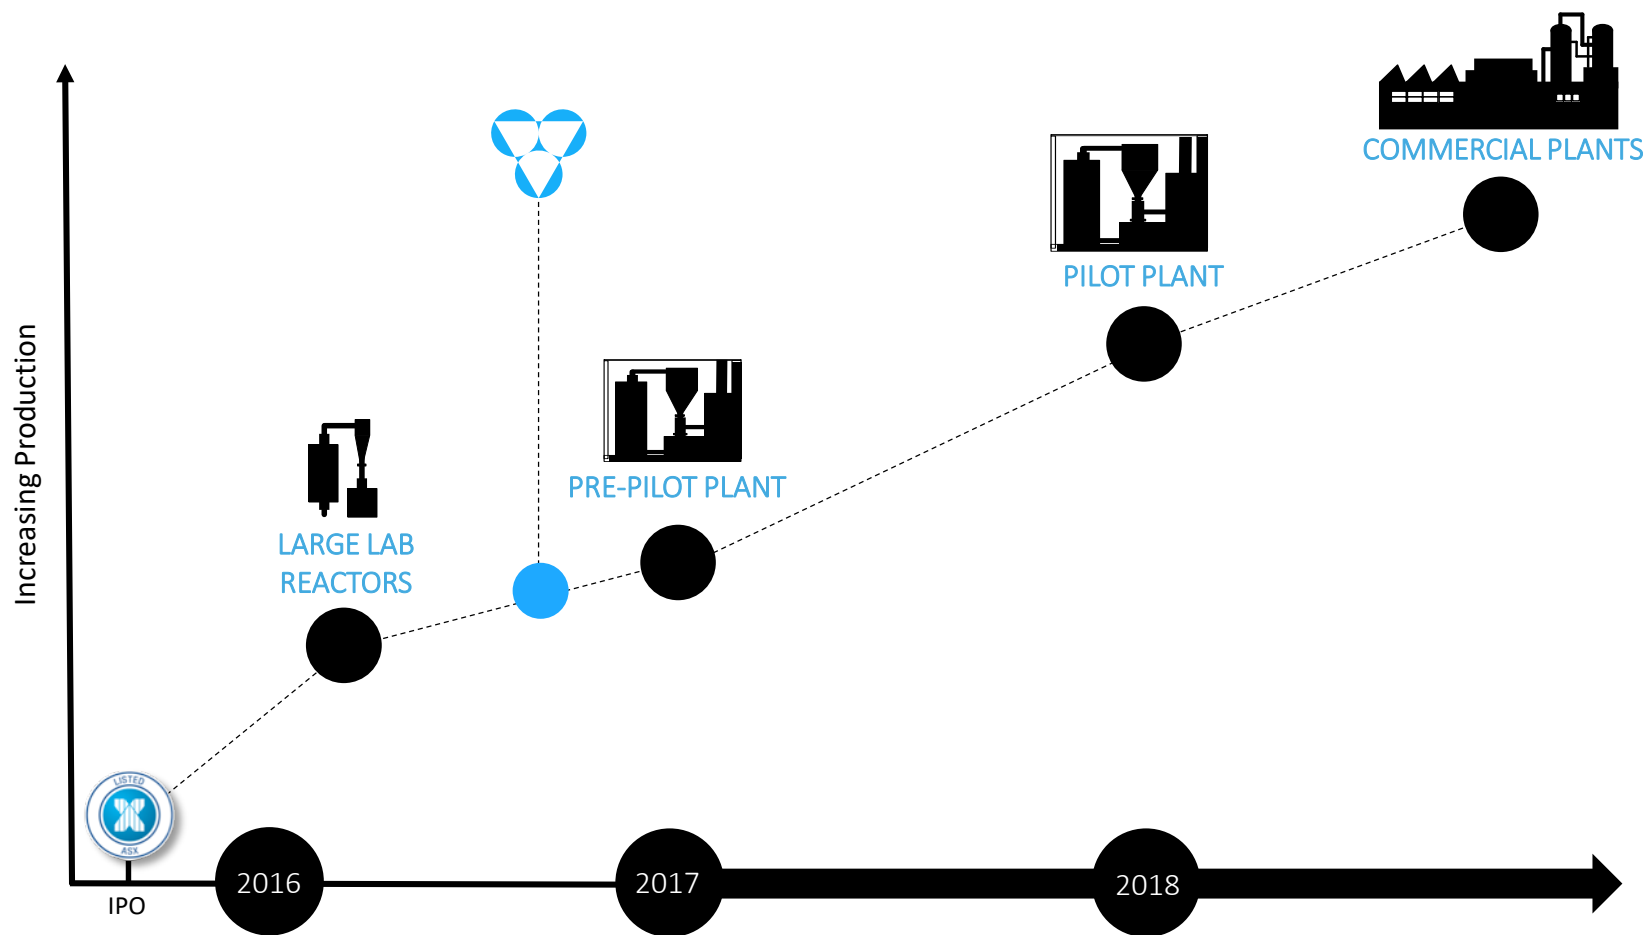 COMMERCIAL PLANTS
PILOT PLANT
PRE-PILOT PLANT
LARGE LAB
REACTORS
Increasing Production
LISTED
ASX
IPO
2016
2017
2018